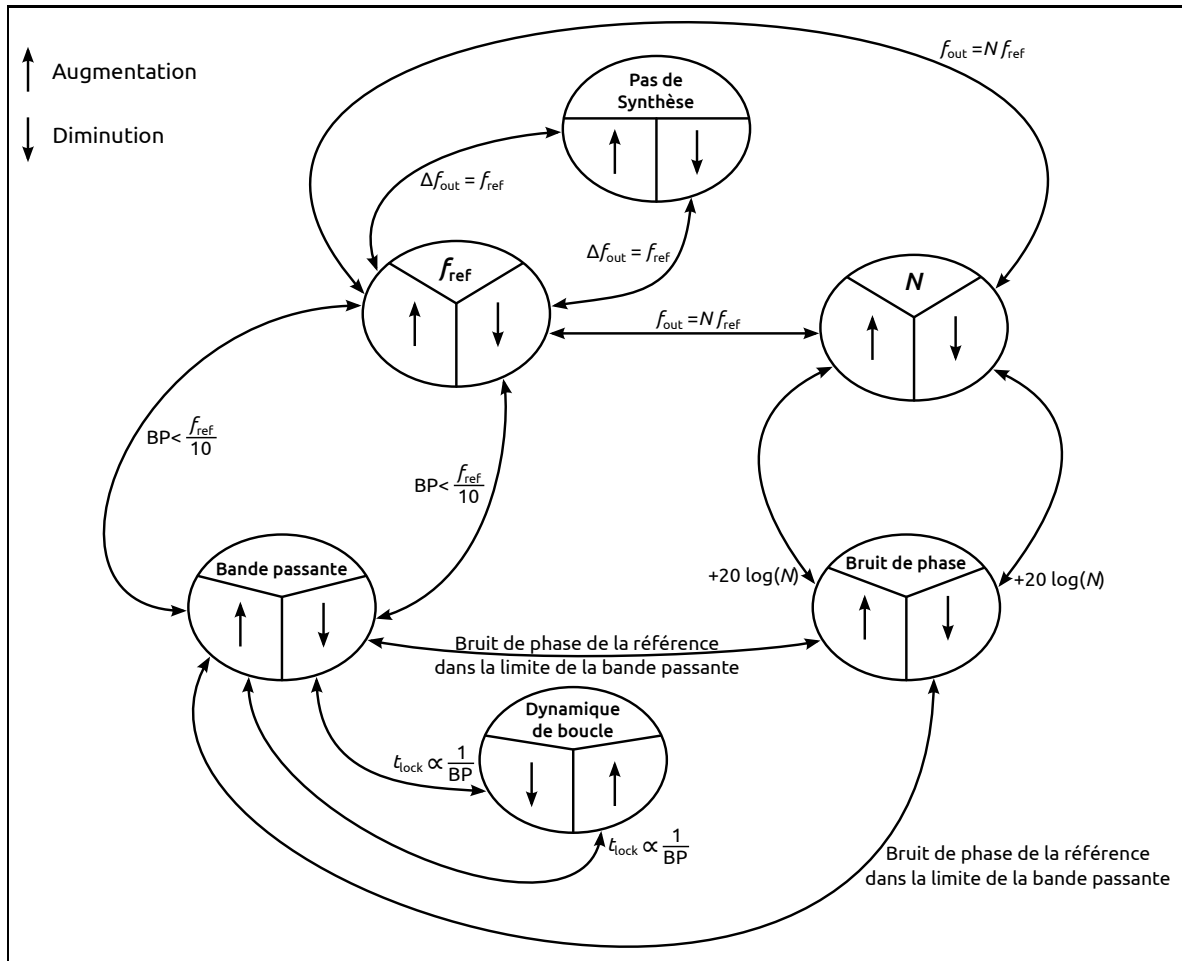 Augmentation
Diminution
f_out =N f_ref
Pas de
Synthèse
Δf_out = f_ref
Δf_out = f_ref
f_ref
N
f_out =N f_ref
BP< f_ref/10
BP< f_ref/10
Bande passante
Bruit de phase
+20 log(N)
+20 log(N)
Bruit de phase de la référence
dans la limite de la bande passante
Dynamique
de boucle
t_lock ∝ 1/BP
t_lock ∝ 1/BP
Bruit de phase de la référence
dans la limite de la bande passante